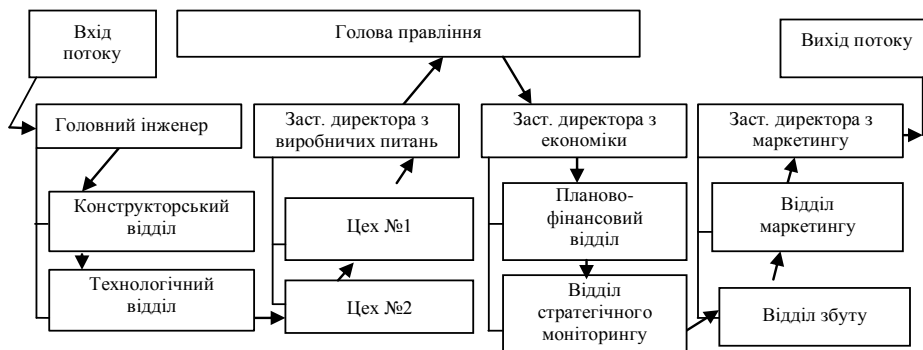 Вхід
потоку
Голова правління
Вихід потоку
Головний інженер
Заст. директора з
виробничих питань
Заст. директора з
економіки
Заст. директора з
маркетингу
Конструкторський
відділ
Цех №1
Планово-
фінансовий
відділ
Відділ
маркетингу
Технологічний
відділ
Цех №2
Відділ
стратегічного
моніторингу
Відділ збуту